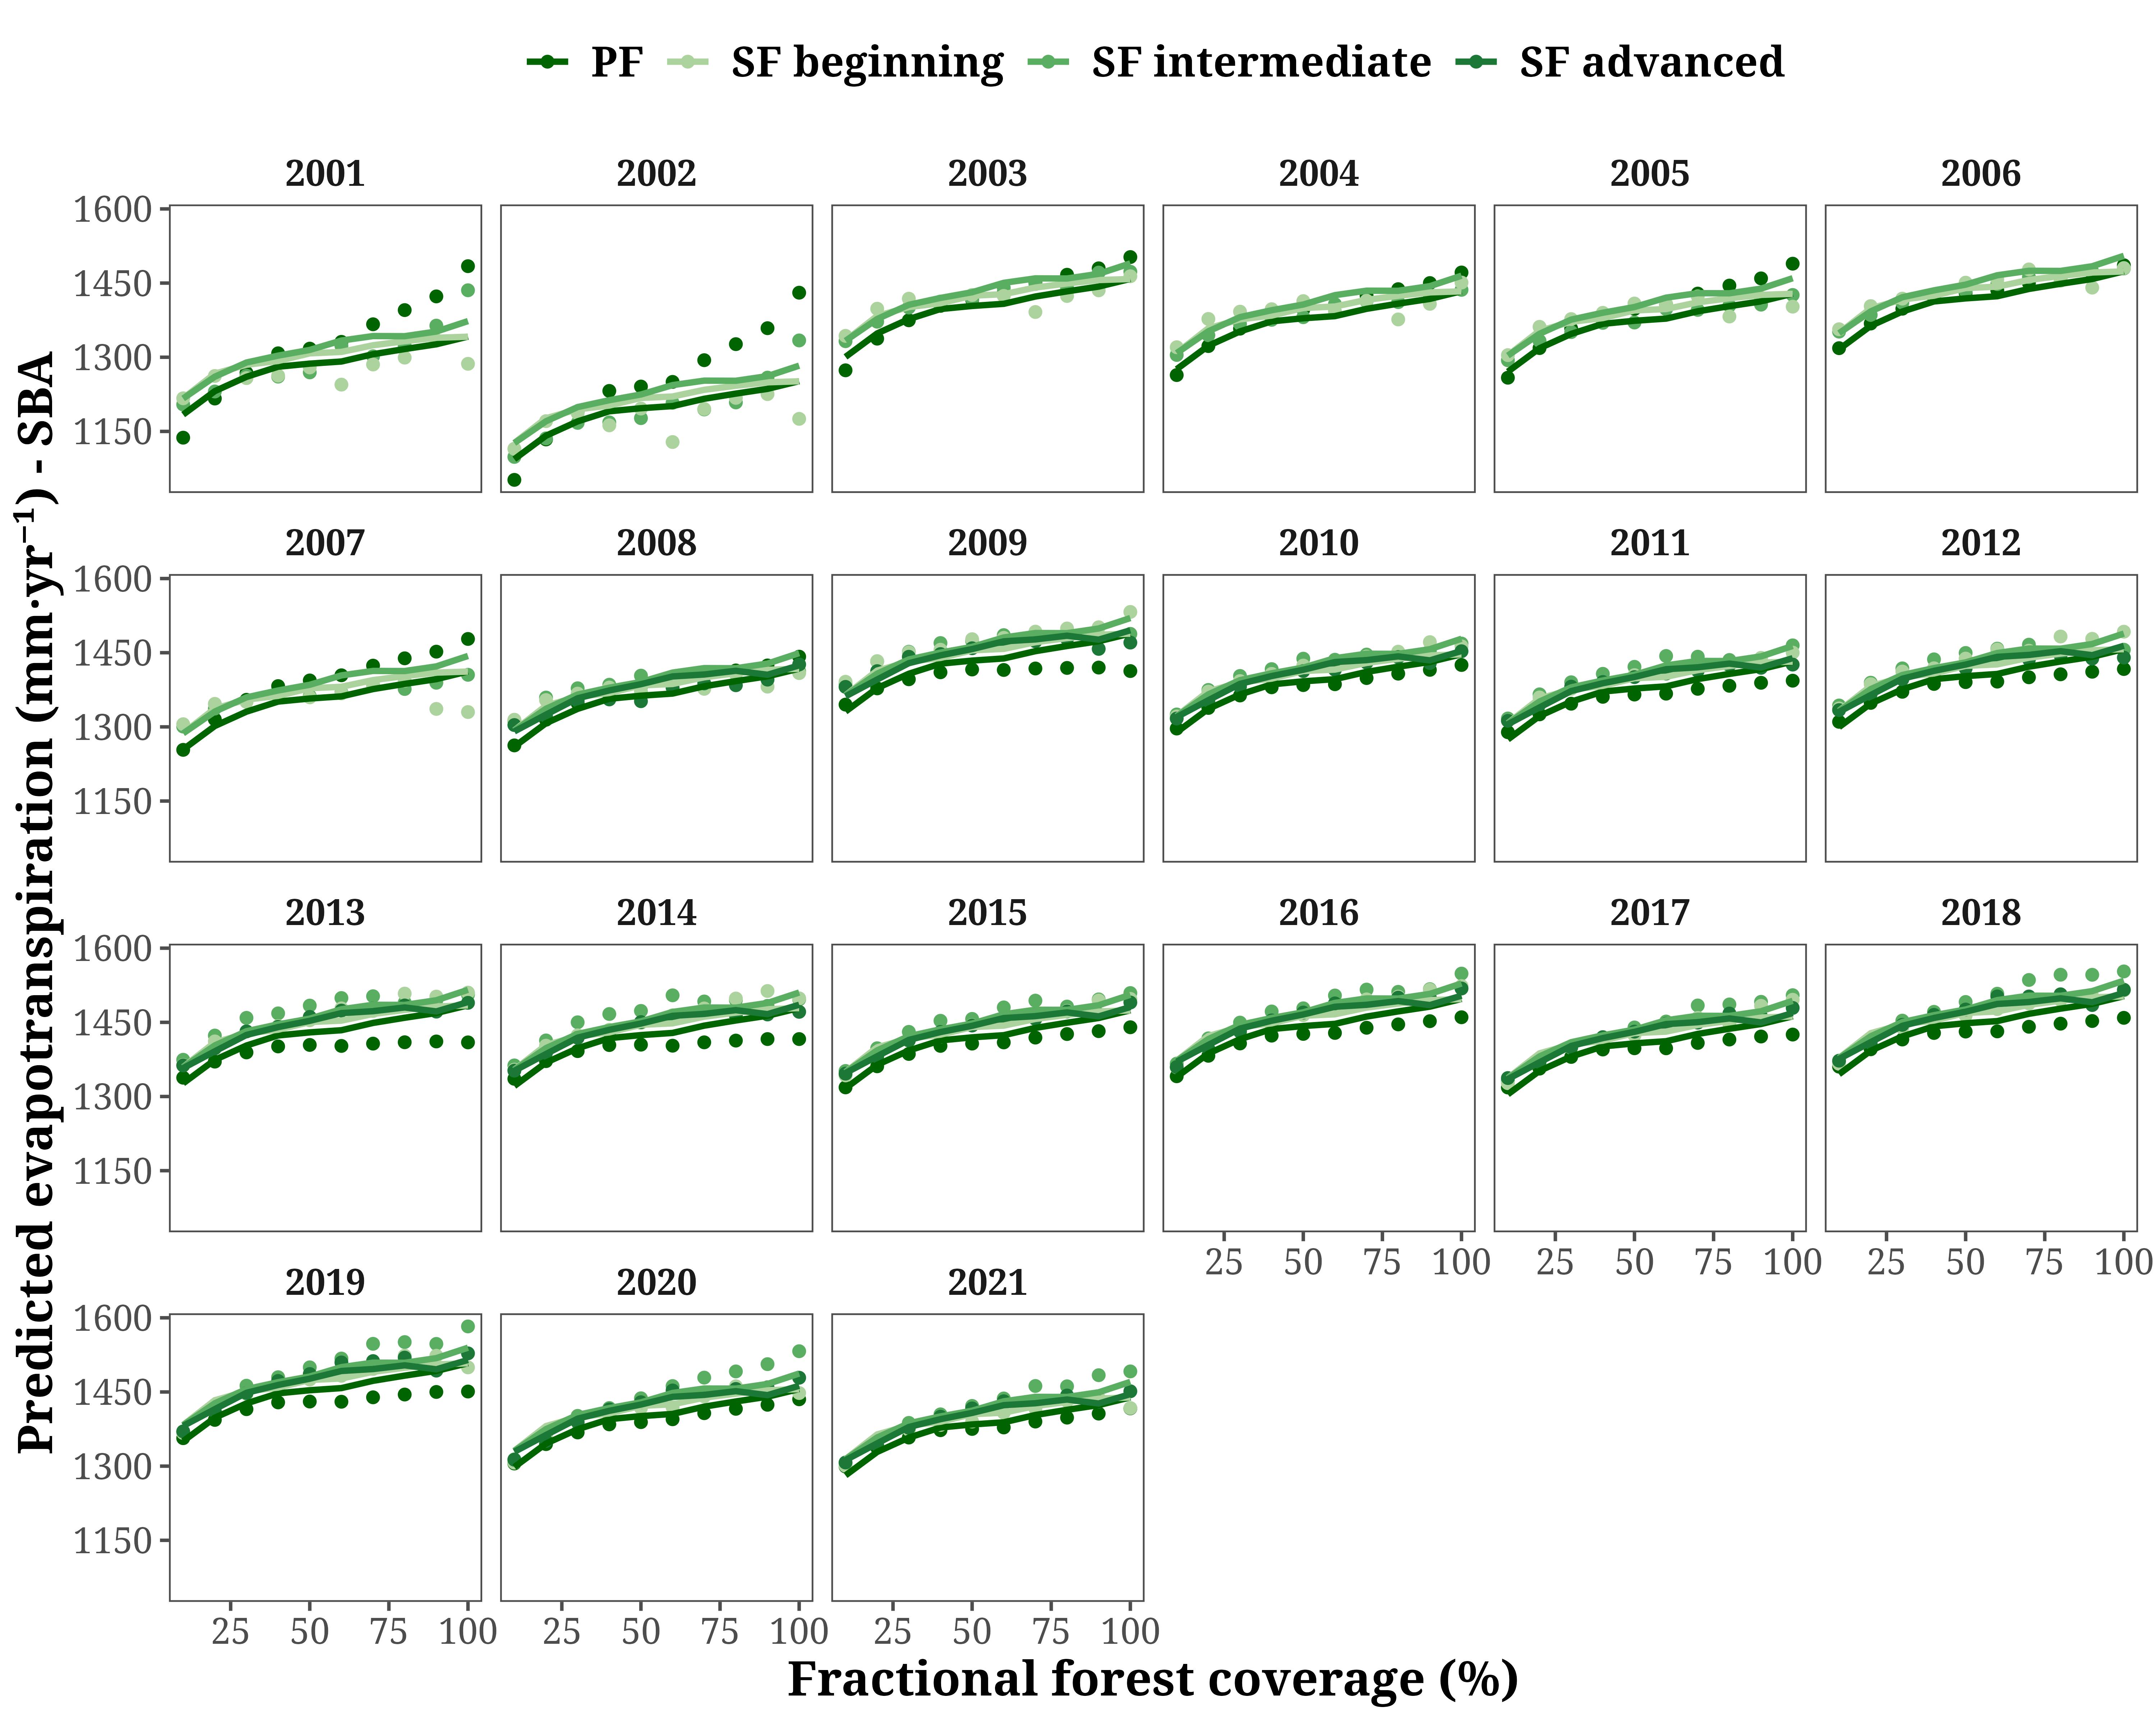 PF SF beginning SF intermediate SF advanced
Predicted evapotranspiration (mm·yr⁻¹) - SBA
2001 2002 2003 2004 2005 2006
1600
1450
1300
1150
2007 2008 2009 2010 2011 2012
1600
1450
1300
1150
2013 2014 2015 2016 2017 2018
1600
1450
1300
1150
25 50 75 100 25 50 75 100 25 50 75 100
2019 2020 2021
1600
1450
1300
1150
25 50 75 100 25 50 75 100 25 50 75 100
Fractional forest coverage (%)